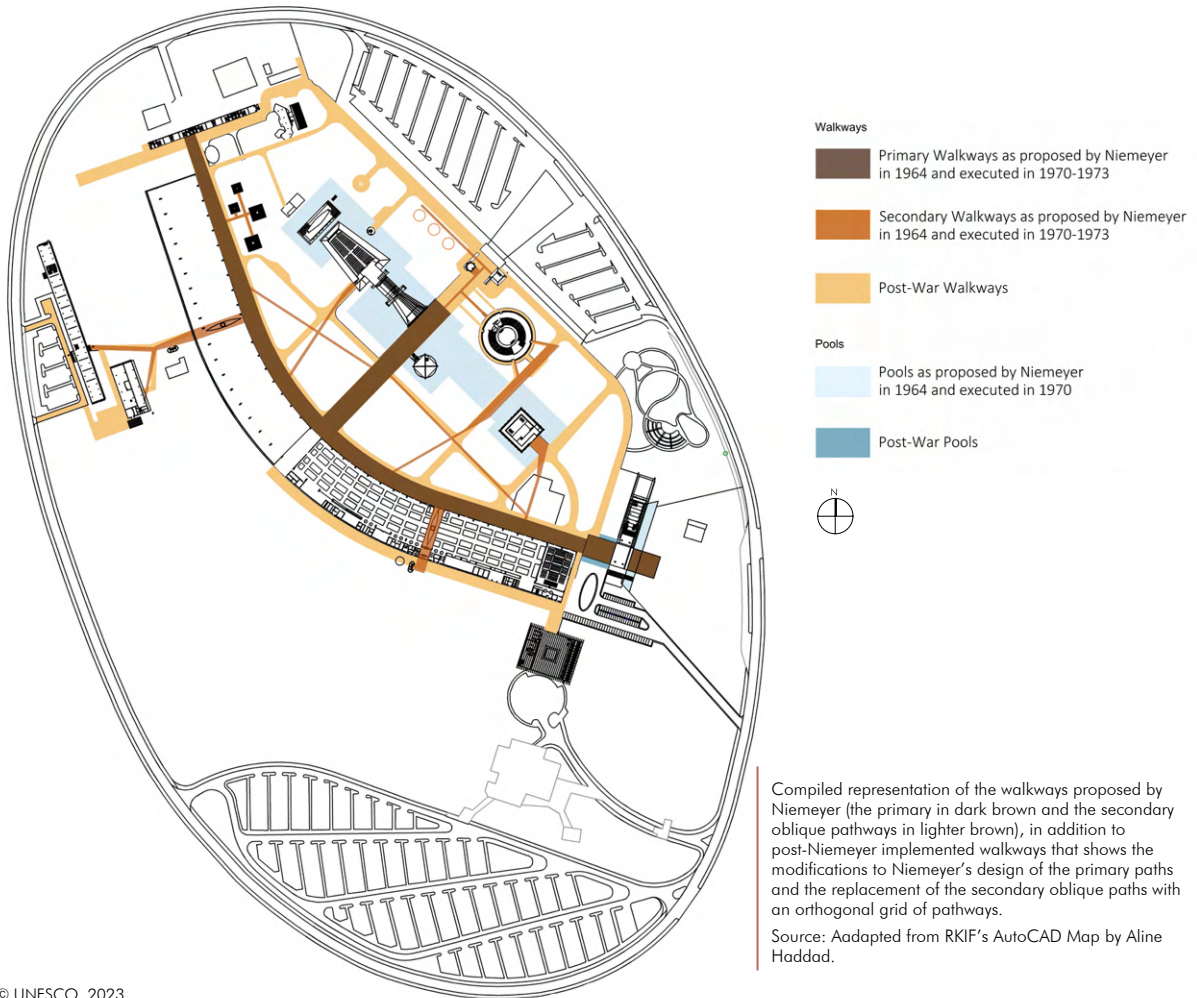 Walkways
Primary Walkways as proposed by Niemeyer
in 1964 and executed in 1970-1973
Secondary Walkways as proposed by Niemeyer
in 1964 and executed in 1970-1973
Post-War Walkways
Pools
Pools as proposed by Niemeyer
in 1964 and executed in 1970
Post-War Pools
N
Compiled representation of the walkways proposed by
Niemeyer (the primary in dark brown and the secondary
oblique pathways in lighter brown), in addition to
post-Niemeyer implemented walkways that shows the
modifications to Niemeyer’s design of the primary paths
and the replacement of the secondary oblique paths with
an orthogonal grid of pathways.
Source: Aadapted from RKIF’s AutoCAD Map by Aline
Haddad.
© UNESCO, 2023